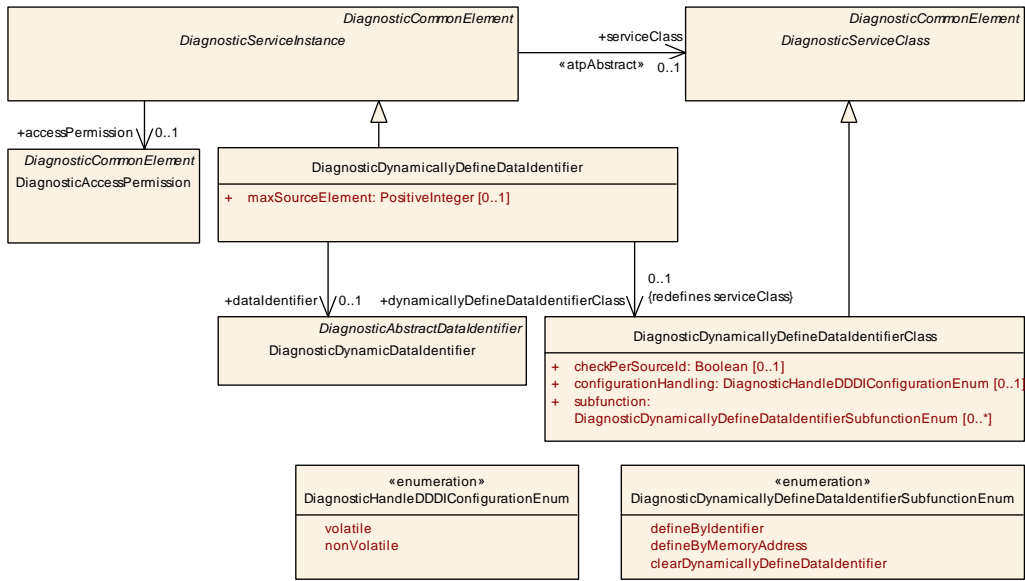 DiagnosticCommonElement
DiagnosticServiceInstance
+serviceClass
«atpAbstract» 0..1
DiagnosticCommonElement
DiagnosticServiceClass
+accessPermission 0..1
DiagnosticCommonElement
DiagnosticAccessPermission
DiagnosticDynamicallyDefineDataIdentifier
+ maxSourceElement: PositiveInteger [0..1]
+dataIdentifier 0..1
+dynamicallyDefineDataIdentifierClass
0..1
{redefines serviceClass}
DiagnosticAbstractDataIdentifier
DiagnosticDynamicDataIdentifier
DiagnosticDynamicallyDefineDataIdentifierClass
+ checkPerSourceId: Boolean [0..1]
+ configurationHandling: DiagnosticHandleDDDIConfigurationEnum [0..1]
+ subfunction:
DiagnosticDynamicallyDefineDataIdentifierSubfunctionEnum [0..*]
«enumeration»
DiagnosticHandleDDDIConfigurationEnum
volatile
nonVolatile
«enumeration»
DiagnosticDynamicallyDefineDataIdentifierSubfunctionEnum
defineByIdentifier
defineByMemoryAddress
clearDynamicallyDefineDataIdentifier